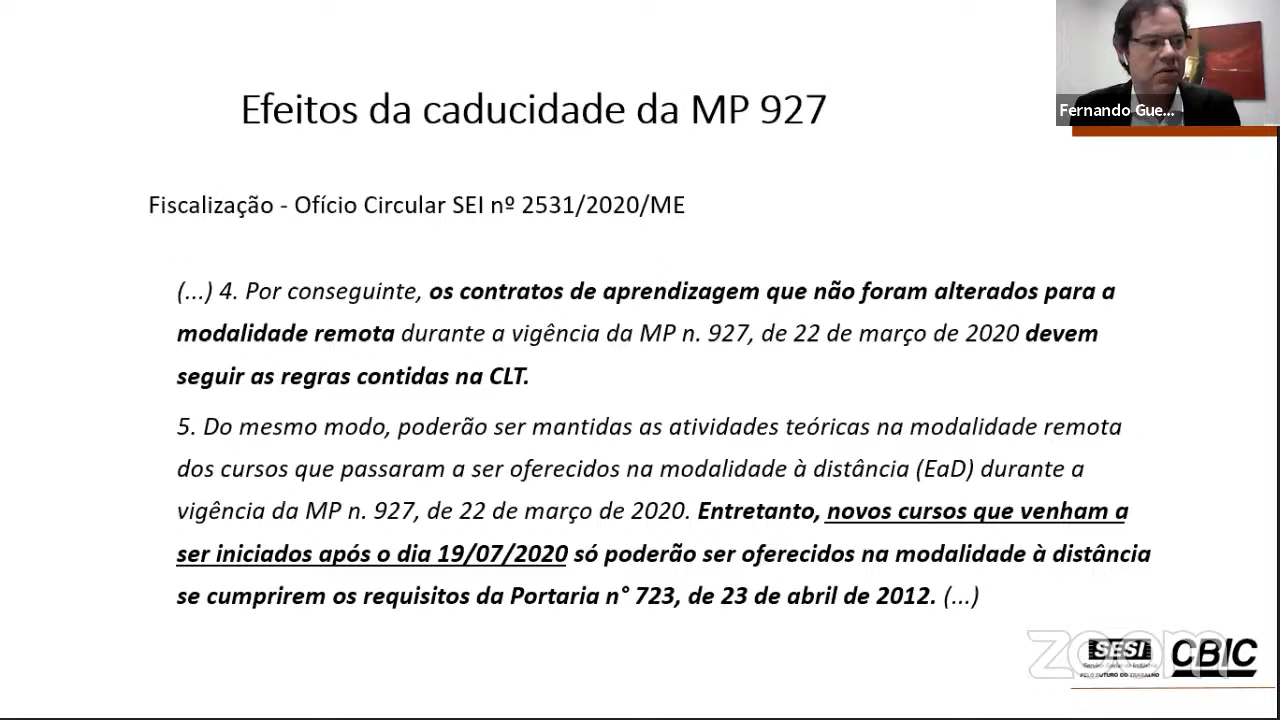 Fernando Gue...
Efeitos da caducidade da MP 927
Fiscalização - Ofício Circular SEI nº 2531/2020/ME
(...) 4. Por conseguinte, os contratos de aprendizagem que não foram alterados para a
modalidade remota durante a vigência da MP n. 927, de 22 de março de 2020 devem
seguir as regras contidas na CLT.
5. Do mesmo modo, poderão ser mantidas as atividades teóricas na modalidade remota
dos cursos que passaram a ser oferecidos na modalidade à distância (EaD) durante a
vigência da MP n. 927, de 22 de março de 2020. Entretanto, novos cursos que venham a
ser iniciados após o dia 19/07/2020 só poderão ser oferecidos na modalidade à distância
se cumprirem os requisitos da Portaria n° 723, de 23 de abril de 2012. (...)
zoom
SESI
PELO FUTURO DO TRABALHO
CBIC